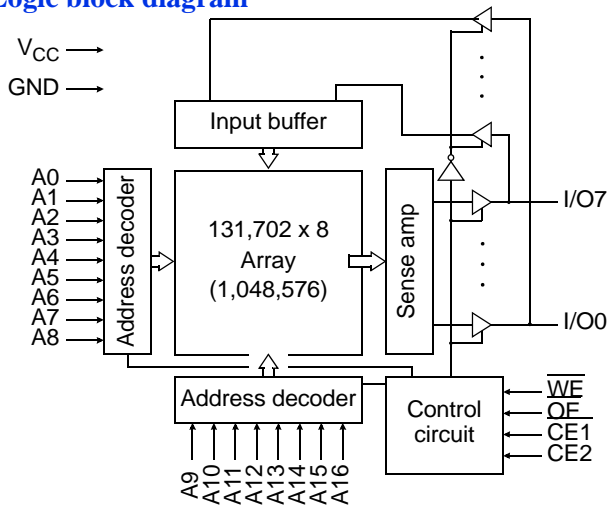 Logic block diagram
VCC
GND
Input buffer
A0
A1
A2
A3
A4
A5
A6
A7
A8
Address decoder
131,702 x 8
Array
(1,048,576)
Sense amp
I/O7
I/O0
Address decoder
Control
circuit
WE
OE
CE1
CE2
A9
A10
A11
A12
A13
A14
A15
A16